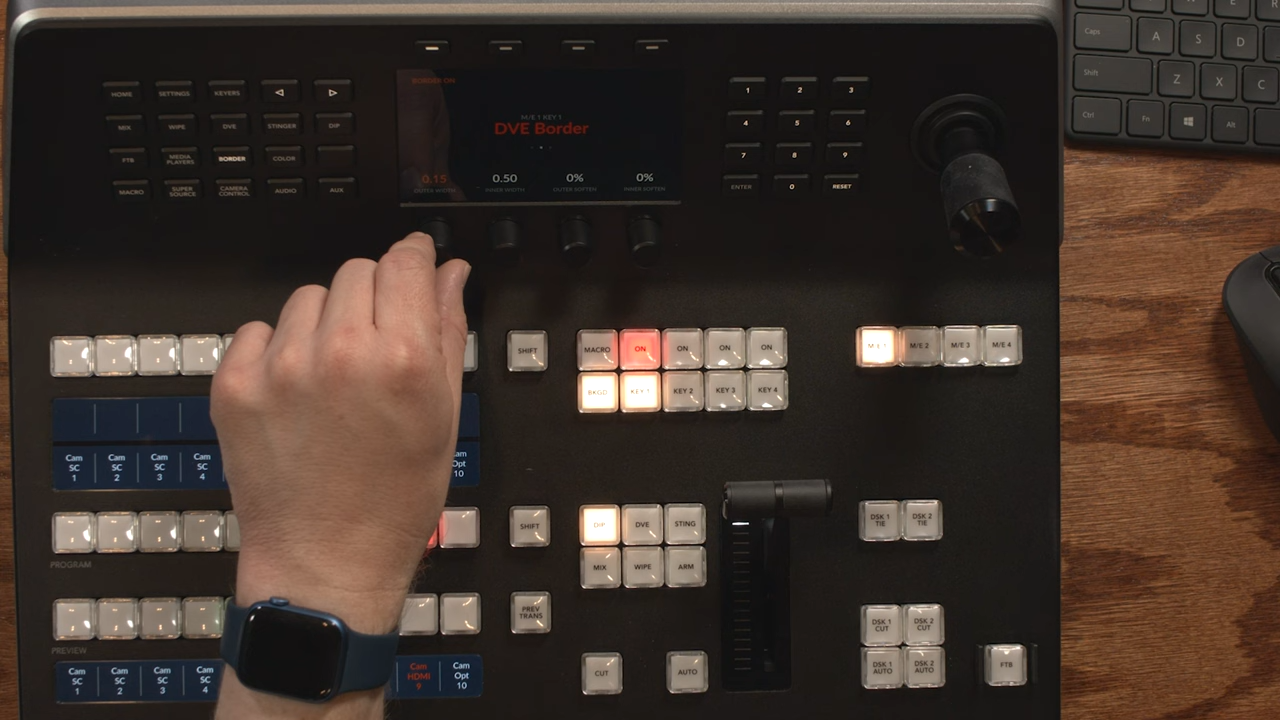 HOME SETTINGS KEYERS
MIX WIPE DVE STINGER DIP
FTB MEDIA PLAYERS BORDER COLOR
MACRO SUPER SOURCE CAMERA CONTROL AUDIO AUX
BORDER ON
M/E 1 KEY 1
DVE Border
0.15 0.50 0% 0%
OUTER WIDTH INNER WIDTH OUTER SOFTEN INNER SOFTEN
1 2 3
4 5 6
7 8 9
ENTER 0 RESET
Caps A S D
Shift Z X C
Ctrl Fn Alt
SHIFT
MACRO ON ON ON ON
BKGD KEY 1 KEY 2 KEY 3 KEY 4
M/E 1 M/E 2 M/E 3 M/E 4
Cam SC 1
Cam SC 2
Cam SC 3
Cam SC 4
Opt 10
SHIFT
DIP DVE STING
MIX WIPE ARM
DSK 1 TIE
DSK 2 TIE
PROGRAM
PREV TRANS
DSK 1 CUT
DSK 2 CUT
PREVIEW
CUT AUTO
DSK 1 AUTO
DSK 2 AUTO
FTB
Cam SC 1
Cam SC 2
Cam SC 3
Cam SC 4
Cam HDMI 9
Cam Opt 10